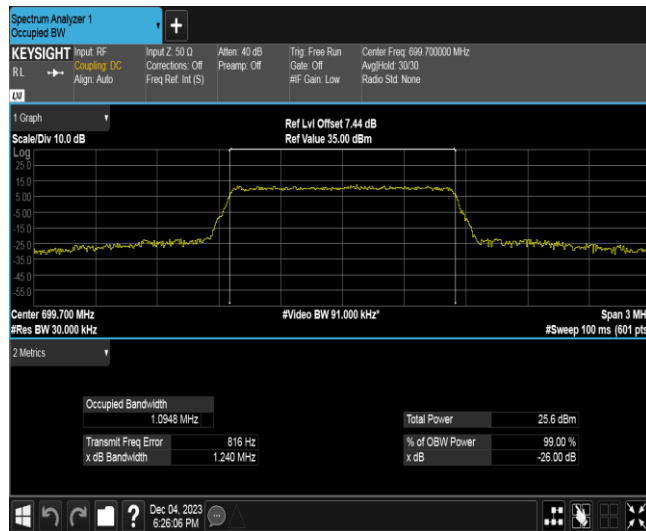 Spectrum Analyzer 1
Occupied BW
KEYSIGHT
RL
LXI
Input: RF
Coupling: DC
Align: Auto
Input Z: 50 Ω
Corrections: Off
Freq Ref: Int (S)
Atten: 40 dB
Preamp: Off
Trig: Free Run
Gate: Off
#IF Gain: Low
Center Freq: 699.700000 MHz
Avg|Hold: 30/30
Radio Std: None
1 Graph
Scale/Div 10.0 dB
Ref Lvl Offset 7.44 dB
Ref Value 35.00 dBm
Log
25.0
15.0
5.00
-5.00
-15.0
-25.0
-35.0
-45.0
-55.0
Center 699.700 MHz
#Res BW 30.000 kHz
#Video BW 91.000 kHz*
Span 3 MH
#Sweep 100 ms (601 pts
2 Metrics
Occupied Bandwidth
1.0948 MHz
Transmit Freq Error 816 Hz
x dB Bandwidth 1.240 MHz
Total Power 25.6 dBm
% of OBW Power 99.00 %
x dB -26.00 dB
?
Dec 04, 2023
6:26:06 PM